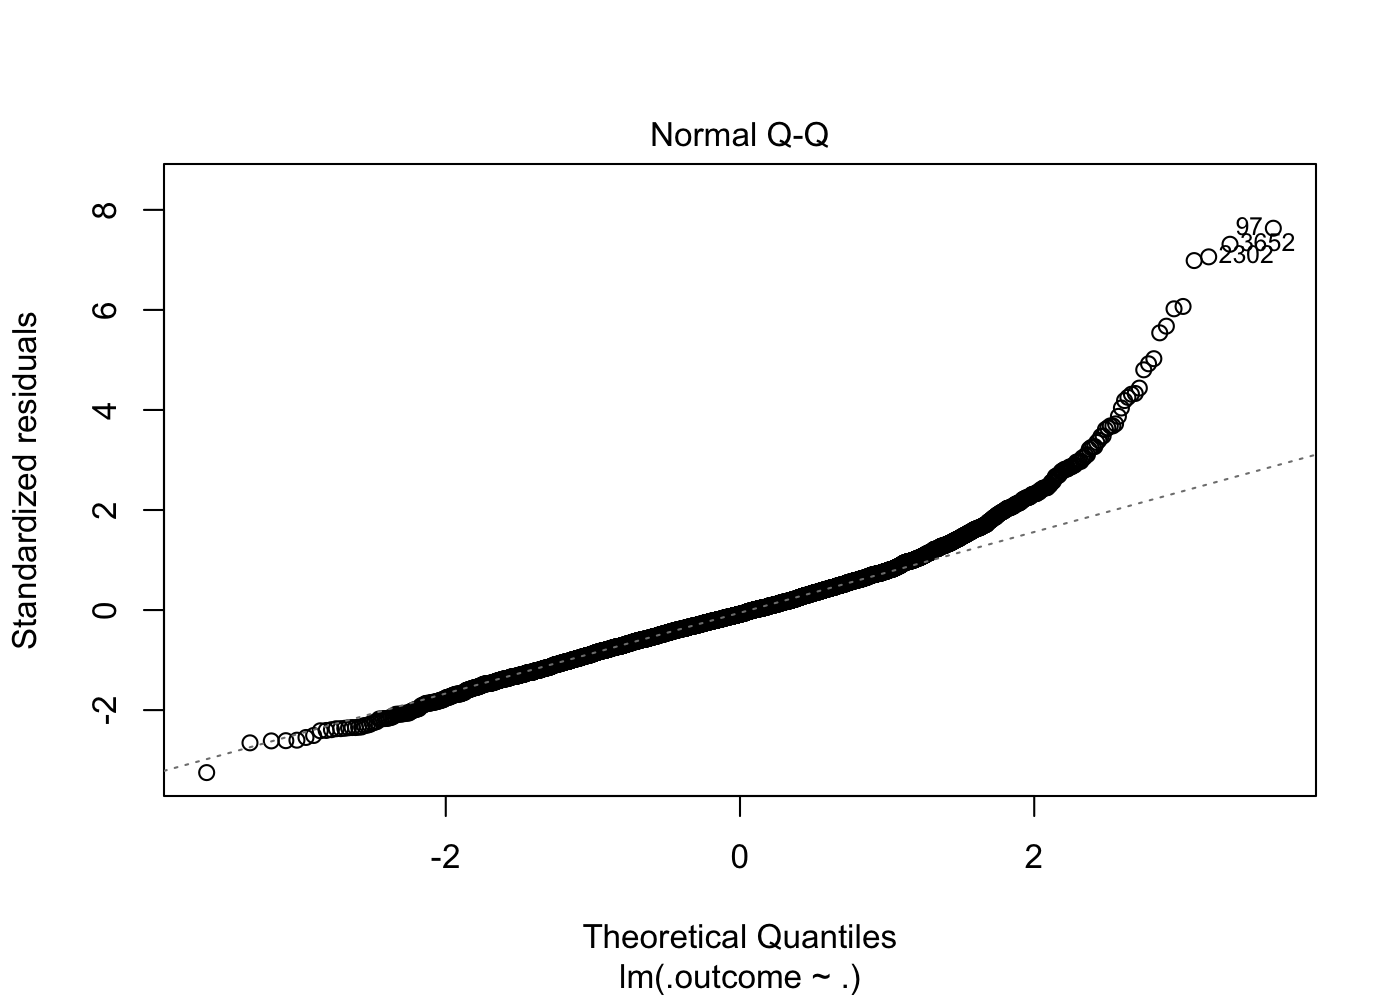 Normal Q-Q
Standardized residuals
8
6
4
2
0
-2
97
3652
2302
-2 0 2
Theoretical Quantiles
lm(.outcome ~ .)